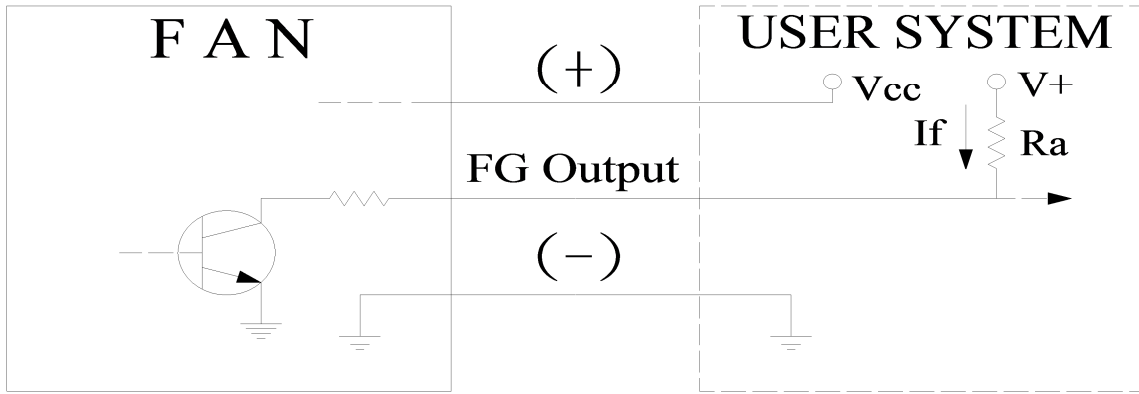 F A N
USER SYSTEM
(+)
Vcc
V+
If
Ra
FG Output
(-)